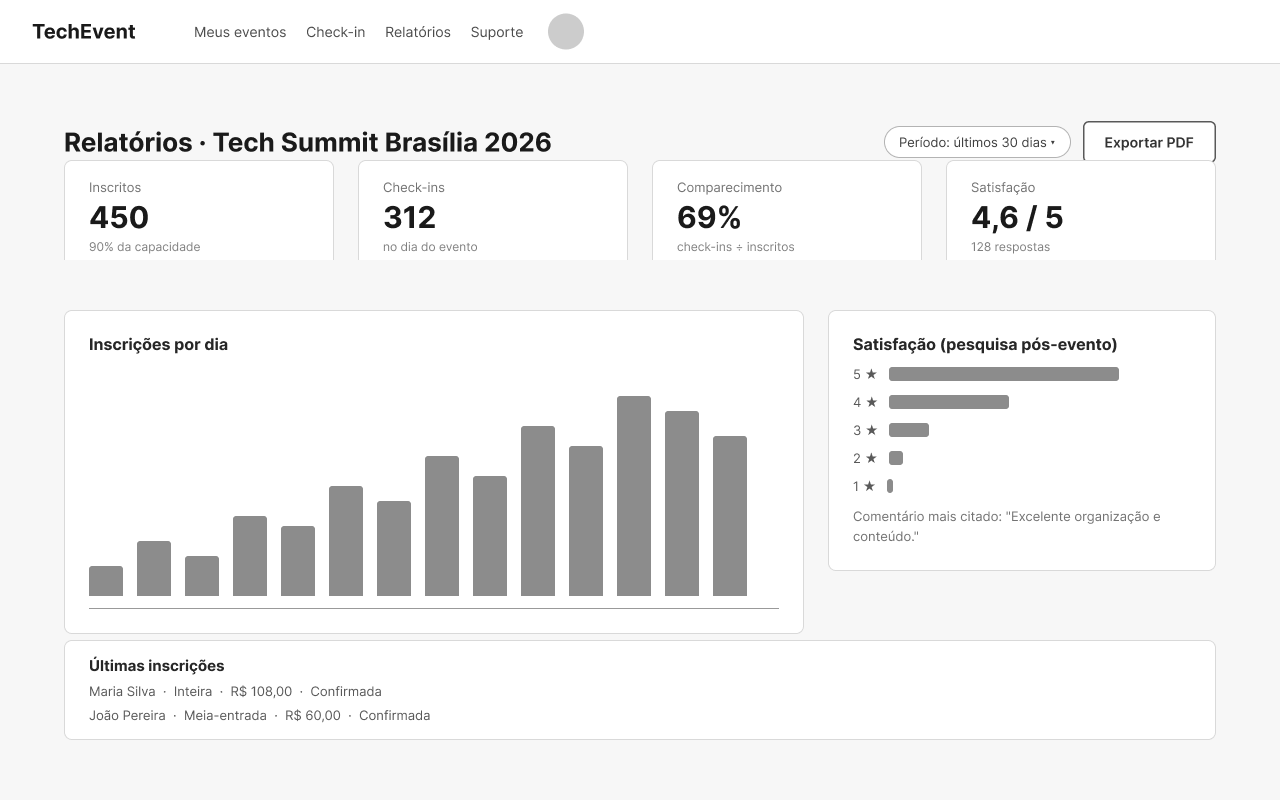 TechEvent
Meus eventos
Check-in
Relatórios
Suporte
Relatórios · Tech Summit Brasília 2026
Período: últimos 30 dias ▾
Exportar PDF
Inscritos
450
90% da capacidade
Check-ins
312
no dia do evento
Comparecimento
69%
check-ins ÷ inscritos
Satisfação
4,6 / 5
128 respostas
Inscrições por dia
Satisfação (pesquisa pós-evento)
5 ★
4 ★
3 ★
2 ★
1 ★
Comentário mais citado: "Excelente organização e
conteúdo."
Últimas inscrições
Maria Silva · Inteira · R$ 108,00 · Confirmada
João Pereira · Meia-entrada · R$ 60,00 · Confirmada